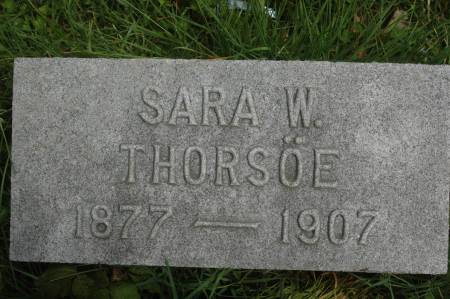 SARA W.
THORSÖE
1877 — 1907